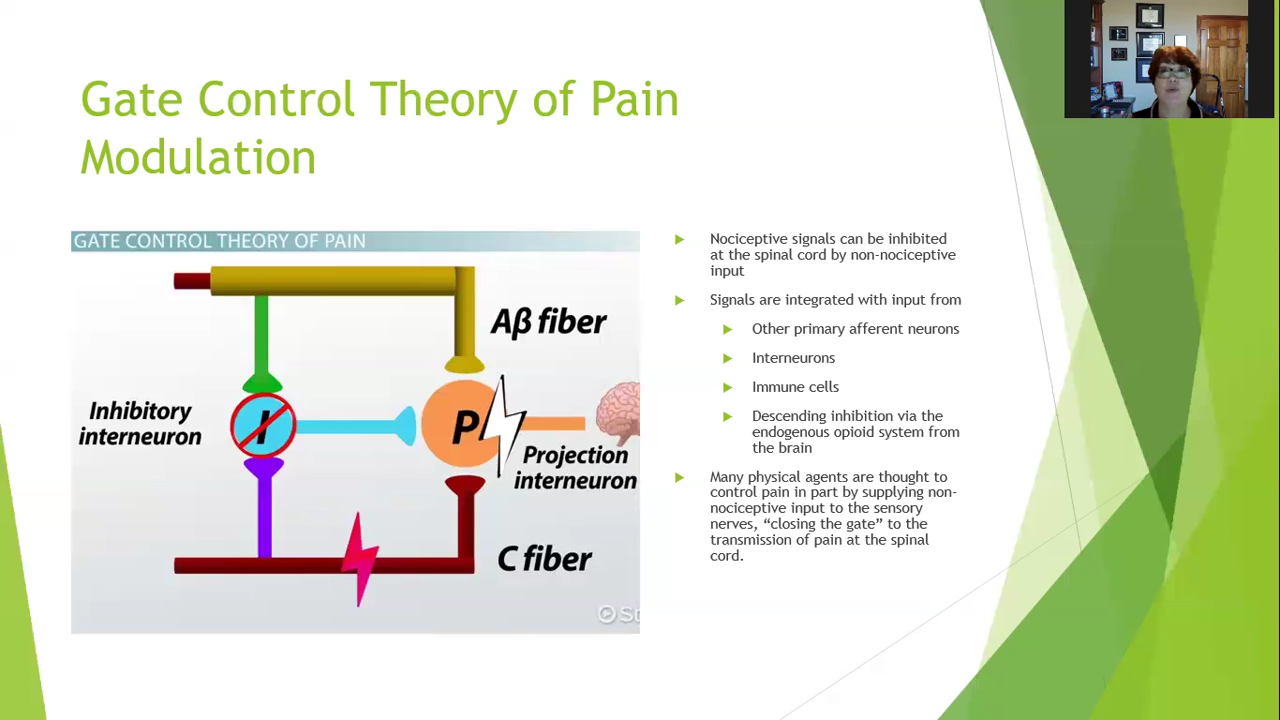 Gate Control Theory of Pain
Modulation
GATE CONTROL THEORY OF PAIN
Aβ fiber
Inhibitory
interneuron
I
P
Projection
interneuron
C fiber
Nociceptive signals can be inhibited
at the spinal cord by non-nociceptive
input
Signals are integrated with input from
Other primary afferent neurons
Interneurons
Immune cells
Descending inhibition via the
endogenous opioid system from
the brain
Many physical agents are thought to
control pain in part by supplying non-
nociceptive input to the sensory
nerves, “closing the gate” to the
transmission of pain at the spinal
cord.